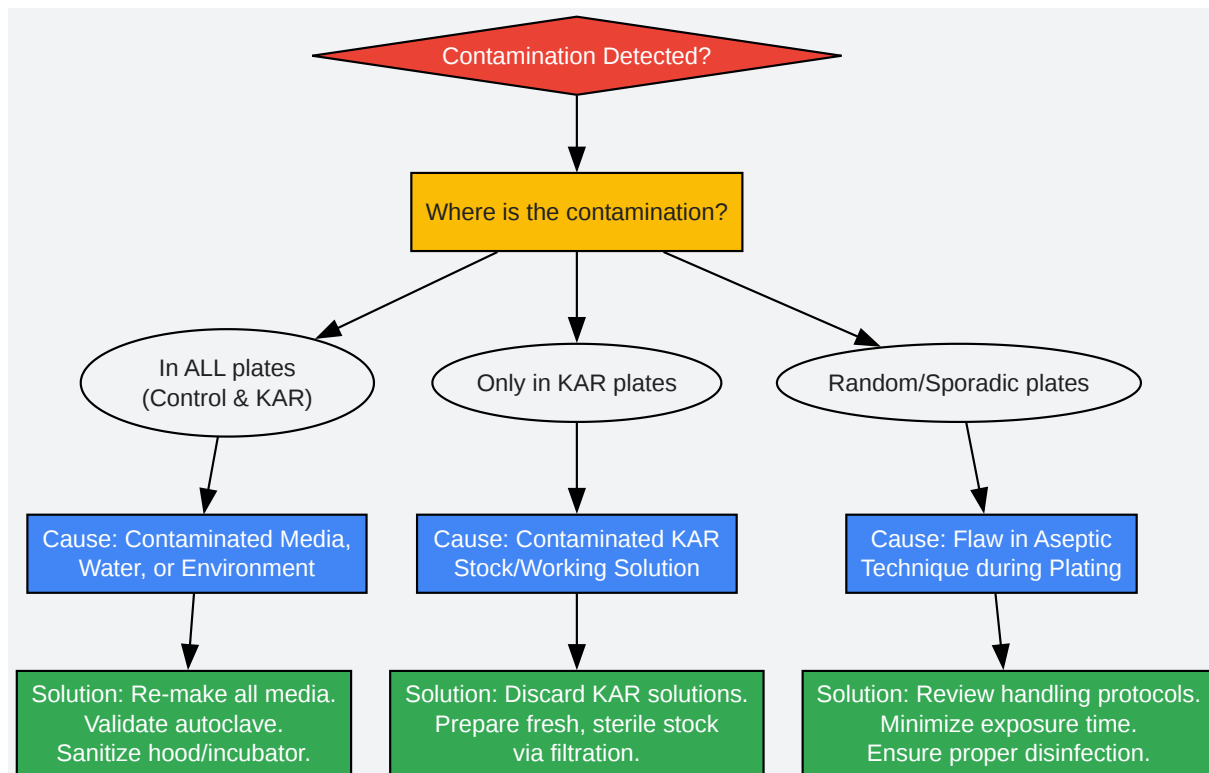 Contamination Detected?
Where is the contamination?
In ALL plates
(Control & KAR)
Only in KAR plates
Random/Sporadic plates
Cause: Contaminated Media,
Water, or Environment
Cause: Contaminated KAR
Stock/Working Solution
Cause: Flaw in Aseptic
Technique during Plating
Solution: Re-make all media.
Validate autoclave.
Sanitize hood/incubator.
Solution: Discard KAR solutions.
Prepare fresh, sterile stock
via filtration.
Solution: Review handling protocols.
Minimize exposure time.
Ensure proper disinfection.